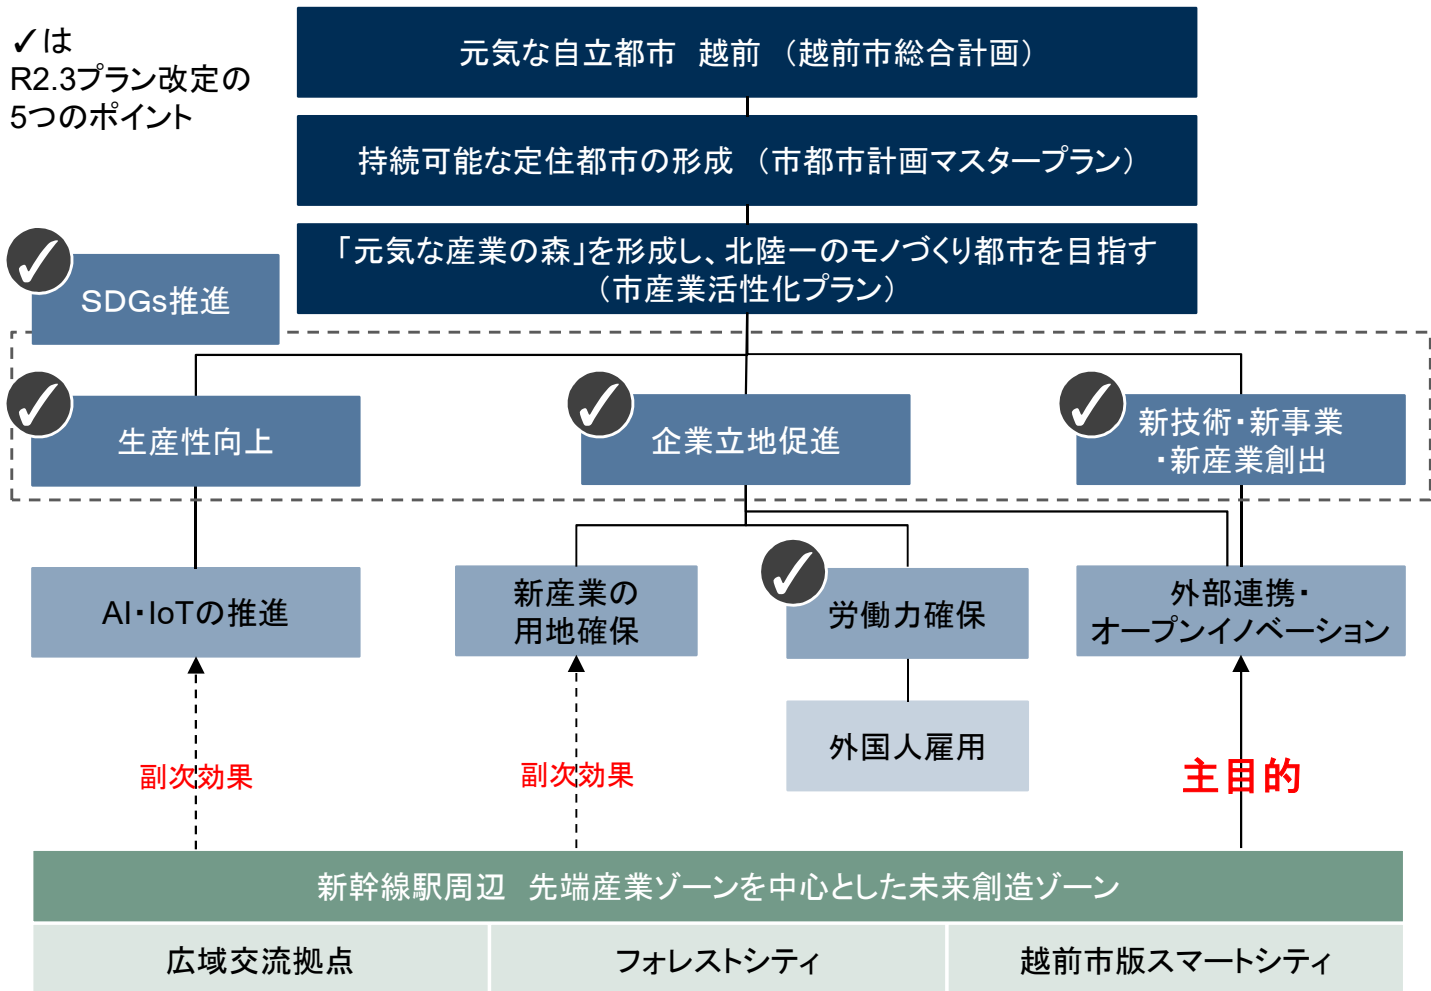 ✓は
R2.3プラン改定の
5つのポイント
元気な自立都市　越前　（越前市総合計画）
持続可能な定住都市の形成　（市都市計画マスタープラン）
「元気な産業の森」を形成し、北陸一のモノづくり都市を目指す
（市産業活性化プラン）
SDGs推進
生産性向上
企業立地促進
新技術・新事業
・新産業創出
AI・IoTの推進
新産業の
用地確保
労働力確保
外部連携・
オープンイノベーション
外国人雇用
副次効果
副次効果
主目的
新幹線駅周辺　先端産業ゾーンを中心とした未来創造ゾーン
広域交流拠点
フォレストシティ
越前市版スマートシティ